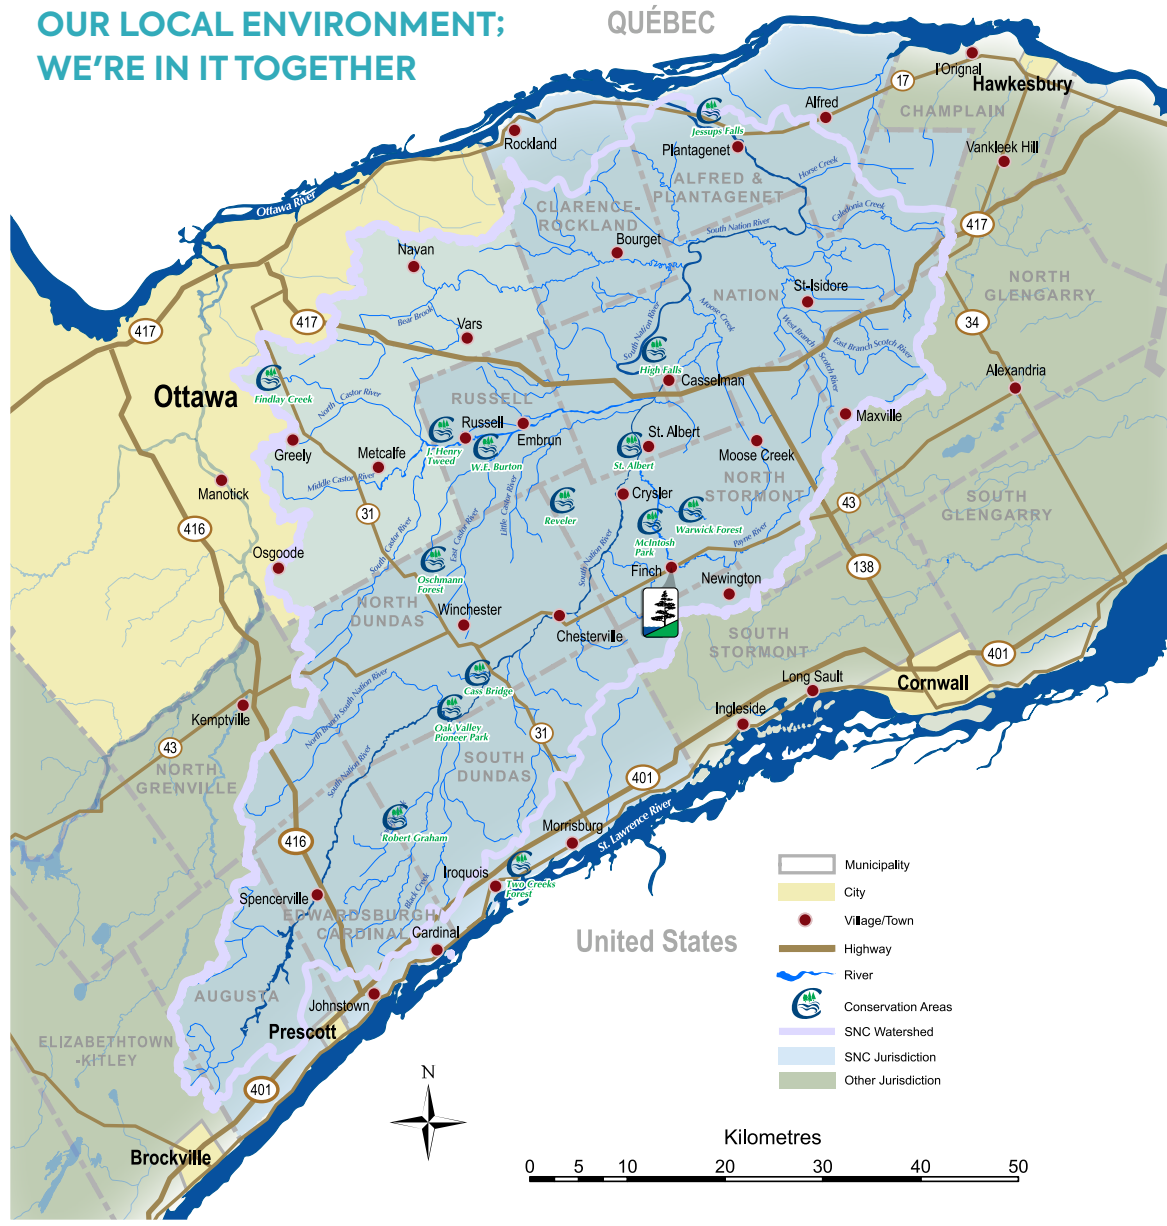 OUR LOCAL ENVIRONMENT;
WE'RE IN IT TOGETHER
QUÉBEC
l'Orignal
Hawkesbury
17
CHAMPLAIN
Alfred
Jessups Falls
Plantagenet
Rockland
Vankleek Hill
Horse Creek
ALFRED &
PLANTAGENET
Ottawa River
CLARENCE-
ROCKLAND
Caledonia Creek
South Nation River
417
Navan
Bourget
NORTH
GLENGARRY
St-Isidore
NATION
Moose Creek
Bear Brook
417
417
Vars
34
South Nation River
West Branch
Scotch River
East Branch Scotch River
High Falls
Casselman
Alexandria
Findlay Creek
Ottawa
North Castor River
RUSSELL
Russell
Embrun
J. Henry
Tweed
W.E. Burton
Maxville
St. Albert
St. Albert
Moose Creek
Greely
Metcalfe
Middle Castor River
Manotick
NORTH
STORMONT
Crysler
Reveler
Little Castor River
SOUTH
GLENGARRY
43
31
416
South Castor River
East Castor River
Warwick Forest
McIntosh
Park
Payne River
South Nation River
Osgoode
Oschmann
Forest
Finch
138
Newington
NORTH
DUNDAS
Winchester
Chesterville
SOUTH
STORMONT
401
Cass Bridge
Long Sault
Cornwall
North Branch South Nation River
Kemptville
Oak Valley
Pioneer Park
Ingleside
43
31
NORTH
GRENVILLE
SOUTH
DUNDAS
South Nation River
401
Robert Graham
Morrisburg
St. Lawrence River
416
Iroquois
Two Creeks
Forest
Black Creek
Spencerville
EDWARDSBURGH/
CARDINAL
Cardinal
United States
AUGUSTA
Johnstown
Prescott
ELIZABETHTOWN
-KITLEY
401
Brockville
Municipality
City
Village/Town
Highway
River
Conservation Areas
SNC Watershed
SNC Jurisdiction
Other Jurisdiction
N
Kilometres
0 5 10 20 30 40 50